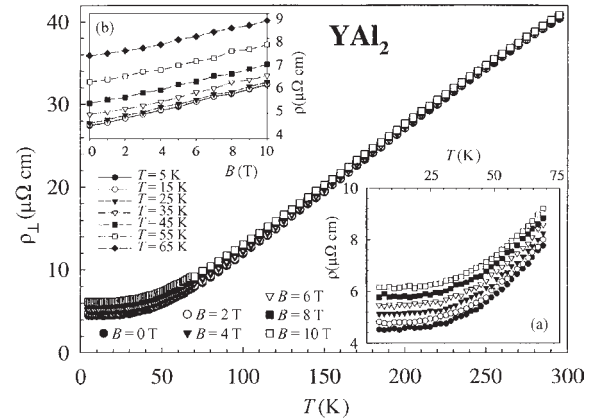 YAl₂
ρ⊥ (μΩ cm)
40
30
20
10
0
0 50 100 150 200 250 300
T (K)
(b)
9
8
7
6
5
4
ρ(μΩ cm)
0 2 4 6 8 10
B (T)
T = 5 K
T = 15 K
T = 25 K
T = 35 K
T = 45 K
T = 55 K
T = 65 K
B = 0 T
B = 2 T
B = 4 T
B = 6 T
B = 8 T
B = 10 T
T (K)
25 50 75
10
8
6
4
ρ(μΩ cm)
(a)